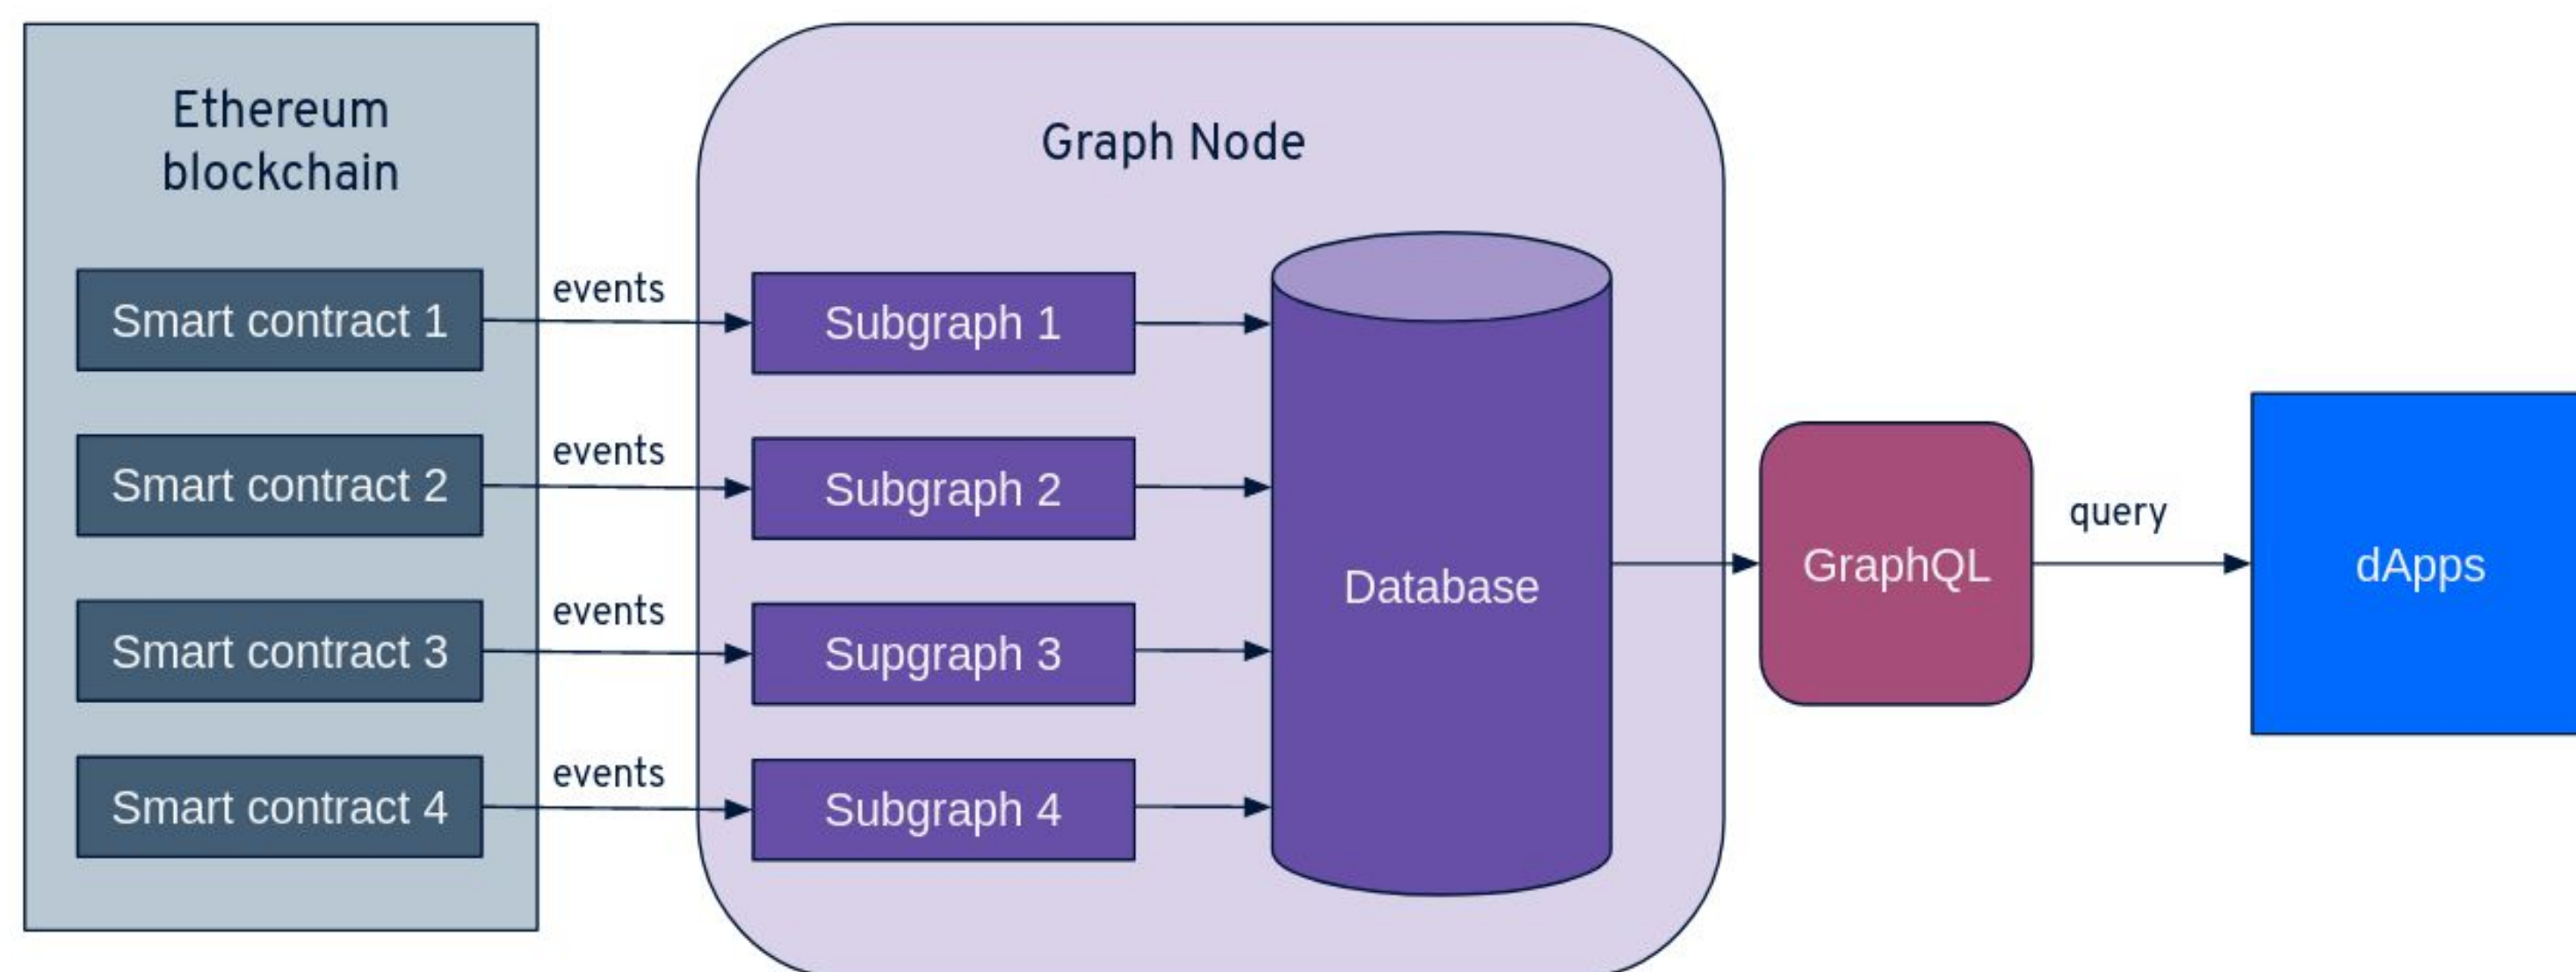 Ethereum
blockchain
Smart contract 1
Smart contract 2
Smart contract 3
Smart contract 4
events
events
events
events
Graph Node
Subgraph 1
Subgraph 2
Supgraph 3
Subgraph 4
Database
GraphQL
query
dApps